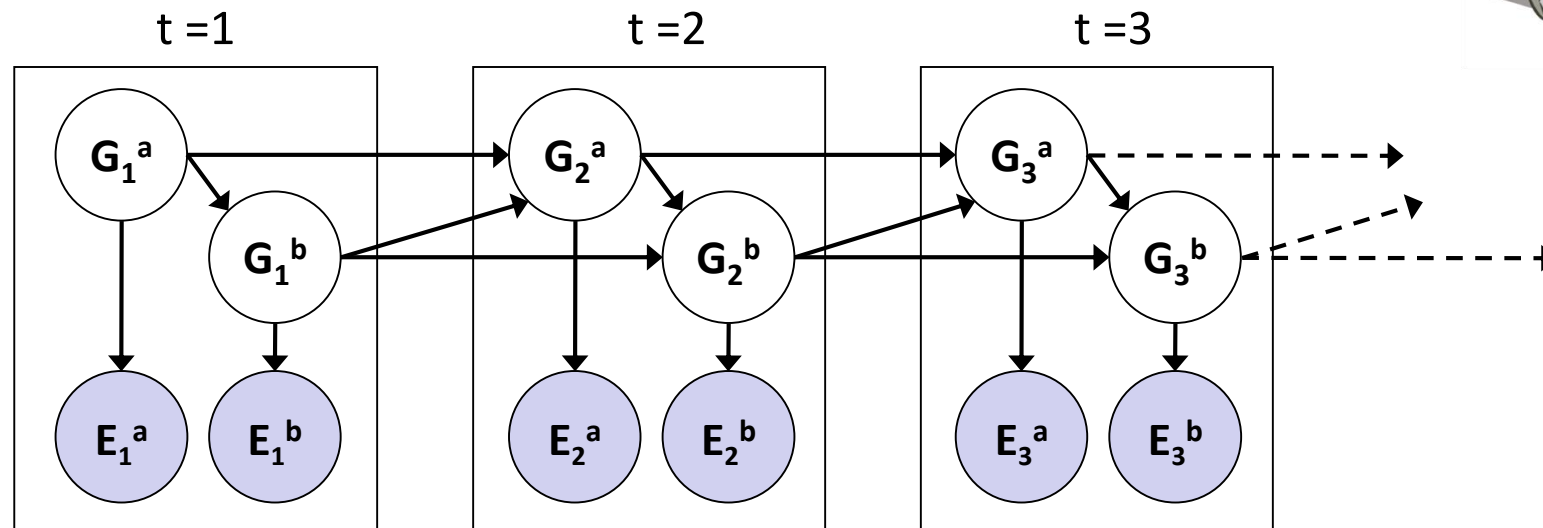 t =1 t =2 t =3
G₁ᵃ G₂ᵃ G₃ᵃ
G₁ᵇ G₂ᵇ G₃ᵇ
E₁ᵃ E₁ᵇ E₂ᵃ E₂ᵇ E₃ᵃ E₃ᵇ